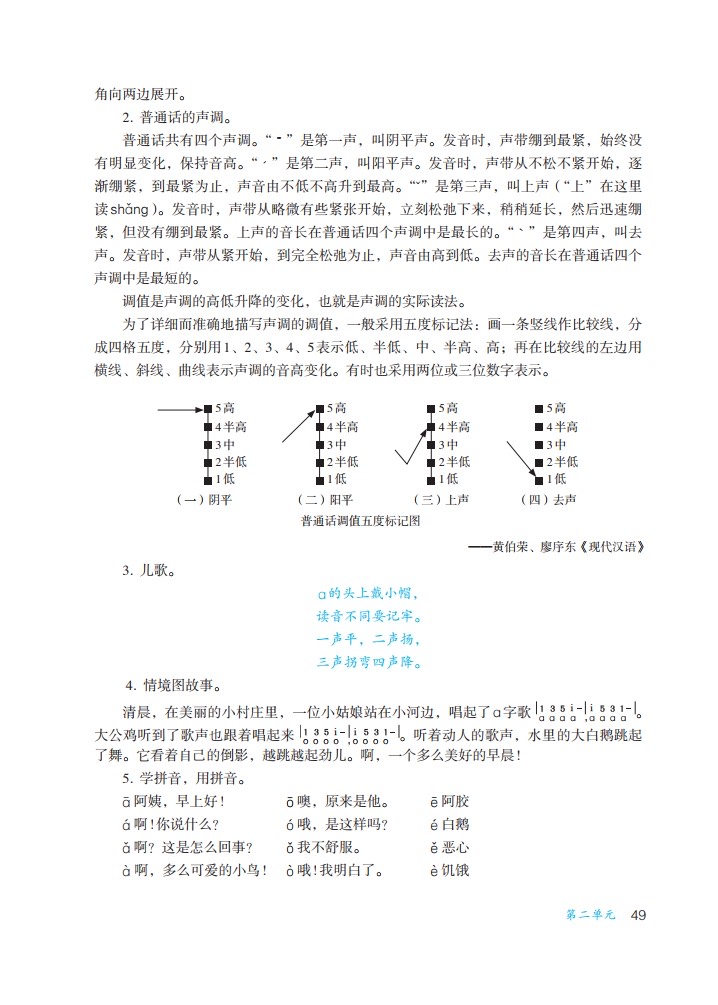 角向两边展开。
2. 普通话的声调。
普通话共有四个声调。“ˉ”是第一声，叫阴平声。发音时，声带绷到最紧，始终没
有明显变化，保持音高。“ˊ”是第二声，叫阳平声。发音时，声带从不松不紧开始，逐
渐绷紧，到最紧为止，声音由不低不高升到最高。“ˇ”是第三声，叫上声（“上”在这里
读shǎng）。发音时，声带从略微有些紧张开始，立刻松弛下来，稍稍延长，然后迅速绷
紧，但没有绷到最紧。上声的音长在普通话四个声调中是最长的。“ˋ”是第四声，叫去
声。发音时，声带从紧开始，到完全松弛为止，声音由高到低。去声的音长在普通话四个
声调中是最短的。
调值是声调的高低升降的变化，也就是声调的实际读法。
为了详细而准确地描写声调的调值，一般采用五度标记法：画一条竖线作比较线，分
成四格五度，分别用1、2、3、4、5表示低、半低、中、半高、高；再在比较线的左边用
横线、斜线、曲线表示声调的音高变化。有时也采用两位或三位数字表示。
5高 5高 5高 5高
4半高 4半高 4半高 4半高
3中 3中 3中 3中
2半低 2半低 2半低 2半低
1低 1低 1低 1低
（一）阴平 （二）阳平 （三）上声 （四）去声
普通话调值五度标记图
——黄伯荣、廖序东《现代汉语》
3. 儿歌。
ɑ的头上戴小帽，
读音不同要记牢。
一声平，二声扬，
三声拐弯四声降。
4. 情境图故事。
清晨，在美丽的小村庄里，一位小姑娘站在小河边，唱起了ɑ字歌|1 3 5 i -|i 5 3 1 -|。
ɑ ɑ ɑ ɑ ,ɑ ɑ ɑ ɑ
大公鸡听到了歌声也跟着唱起来|1 3 5 i -|i 5 3 1 -|。听着动人的歌声，水里的大白鹅跳起
o o o o ,o o o o
了舞。它看着自己的倒影，越跳越起劲儿。啊，一个多么美好的早晨！
5. 学拼音，用拼音。
ā阿姨，早上好！ ō噢，原来是他。 ē阿胶
á啊！你说什么？ ó哦，是这样吗？ é白鹅
ǎ啊？这是怎么回事？ ǒ我不舒服。 ě恶心
à啊，多么可爱的小鸟！ ò哦！我明白了。 è饥饿
第二单元 49